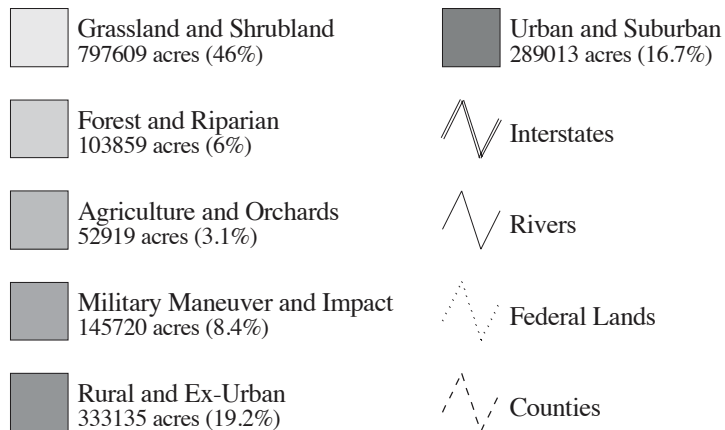 Grassland and Shrubland
797609 acres (46%)
Forest and Riparian
103859 acres (6%)
Agriculture and Orchards
52919 acres (3.1%)
Military Maneuver and Impact
145720 acres (8.4%)
Rural and Ex-Urban
333135 acres (19.2%)
Urban and Suburban
289013 acres (16.7%)
Interstates
Rivers
Federal Lands
Counties